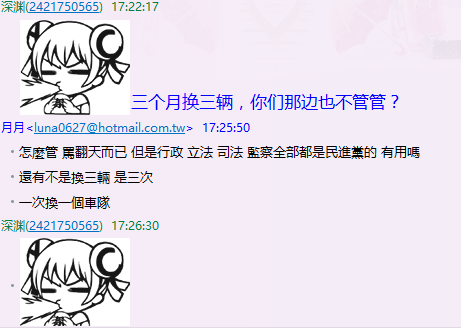 深渊(2421750565) 17:22:17
三个月换三辆，你们那边也不管管？
月月<luna0627@hotmail.com.tw> 17:25:50
怎麼管 罵翻天而已 但是行政 立法 司法 監察全部都是民進黨的 有用嗎
還有不是換三輛 是三次
一次換一個車隊
深渊(2421750565) 17:26:30